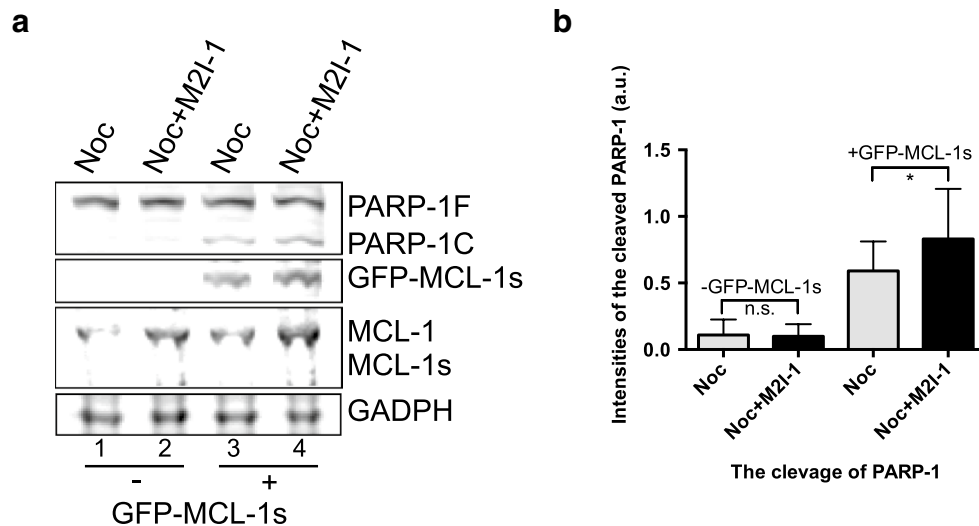 a
Noc
Noc+M2I-1
Noc
Noc+M2I-1
PARP-1F
PARP-1C
GFP-MCL-1s
MCL-1
MCL-1s
GADPH
1 2 3 4
- +
GFP-MCL-1s
b
Intensities of the cleaved PARP-1 (a.u.)
1.5
1.0
0.5
0.0
-GFP-MCL-1s
n.s.
+GFP-MCL-1s
*
Noc
Noc+M2I-1
Noc
Noc+M2I-1
The clevage of PARP-1